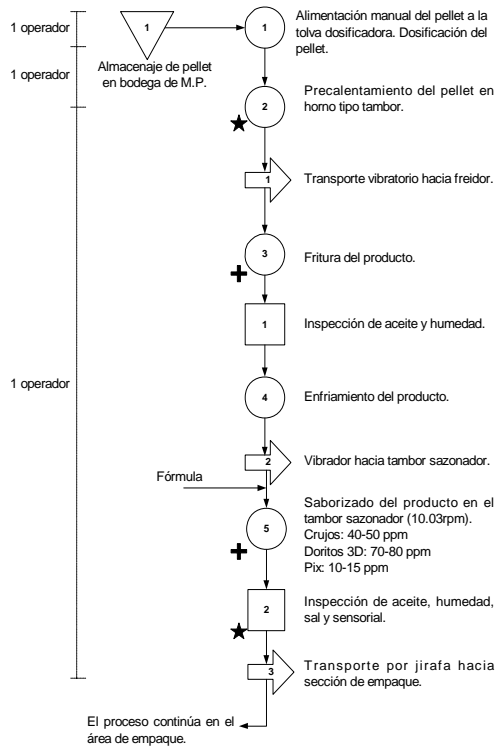 1 operador
1
1
Alimentación manual del pellet a la
tolva dosificadora. Dosificación del
pellet.
1 operador
Almacenaje de pellet
en bodega de M.P.
2
Precalentamiento del pellet en
horno tipo tambor.
1
Transporte vibratorio hacia freidor.
3
Fritura del producto.
1
Inspección de aceite y humedad.
1 operador
4
Enfriamiento del producto.
2
Vibrador hacia tambor sazonador.
Fórmula
5
Saborizado del producto en el
tambor sazonador (10.03rpm).
Crujos: 40-50 ppm
Doritos 3D: 70-80 ppm
Pix: 10-15 ppm
2
Inspección de aceite, humedad,
sal y sensorial.
3
Transporte por jirafa hacia
sección de empaque.
El proceso continúa en el
área de empaque.